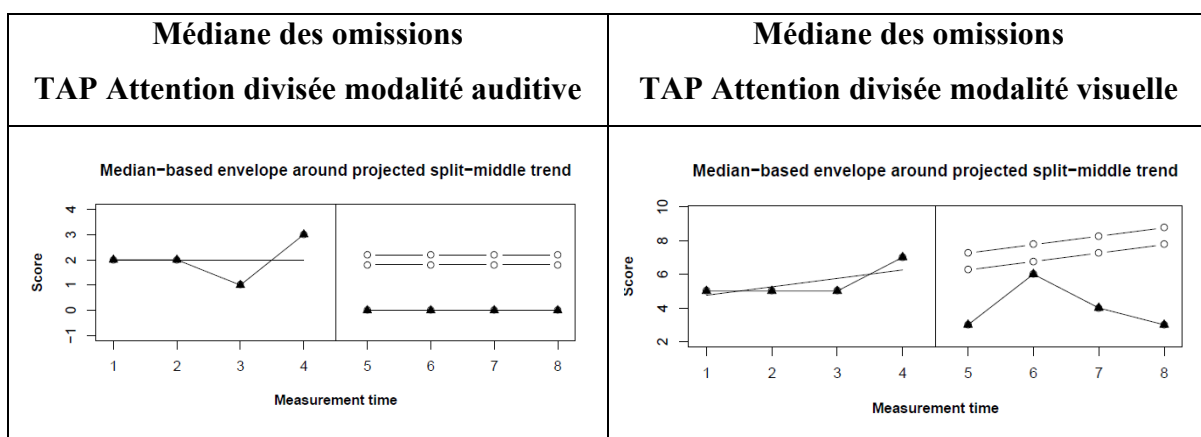 Médiane des omissions
TAP Attention divisée modalité auditive
Médiane des omissions
TAP Attention divisée modalité visuelle
Median−based envelope around projected split−middle trend
Score
4
3
2
1
0
−1
1 2 3 4 5 6 7 8
Measurement time
Median−based envelope around projected split−middle trend
Score
10
8
6
4
2
1 2 3 4 5 6 7 8
Measurement time